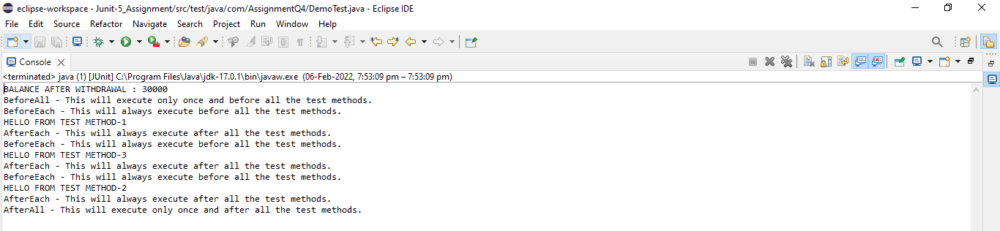 eclipse-workspace - Junit-5_Assignment/src/test/java/com/AssignmentQ4/DemoTest.java - Eclipse IDE
File Edit Source Refactor Navigate Search Project Run Window Help
Console
<terminated> java (1) [JUnit] C:\Program Files\Java\jdk-17.0.1\bin\javaw.exe (06-Feb-2022, 7:53:09 pm – 7:53:09 pm)
BALANCE AFTER WITHDRAWAL : 30000
BeforeAll - This will execute only once and before all the test methods.
BeforeEach - This will always execute before all the test methods.
HELLO FROM TEST METHOD-1
AfterEach - This will always execute after all the test methods.
BeforeEach - This will always execute before all the test methods.
HELLO FROM TEST METHOD-3
AfterEach - This will always execute after all the test methods.
BeforeEach - This will always execute before all the test methods.
HELLO FROM TEST METHOD-2
AfterEach - This will always execute after all the test methods.
AfterAll - This will execute only once and after all the test methods.